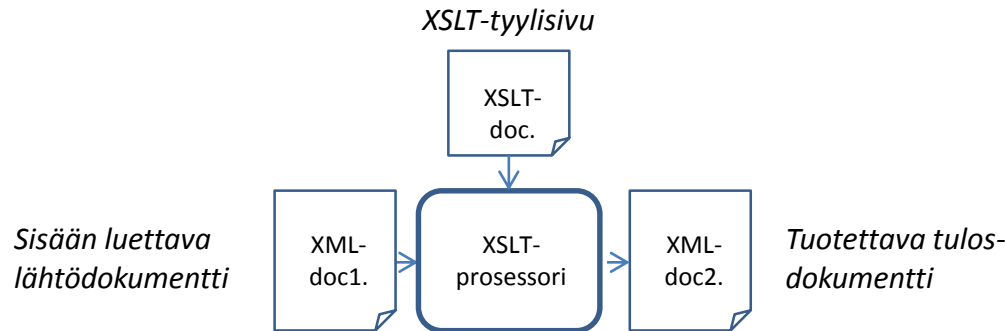 XSLT-tyylisivu
XSLT-
doc.
Sisään luettava
lähtödokumentti
XML-
doc1.
XSLT-
prosessori
XML-
doc2.
Tuotettava tulos-
dokumentti